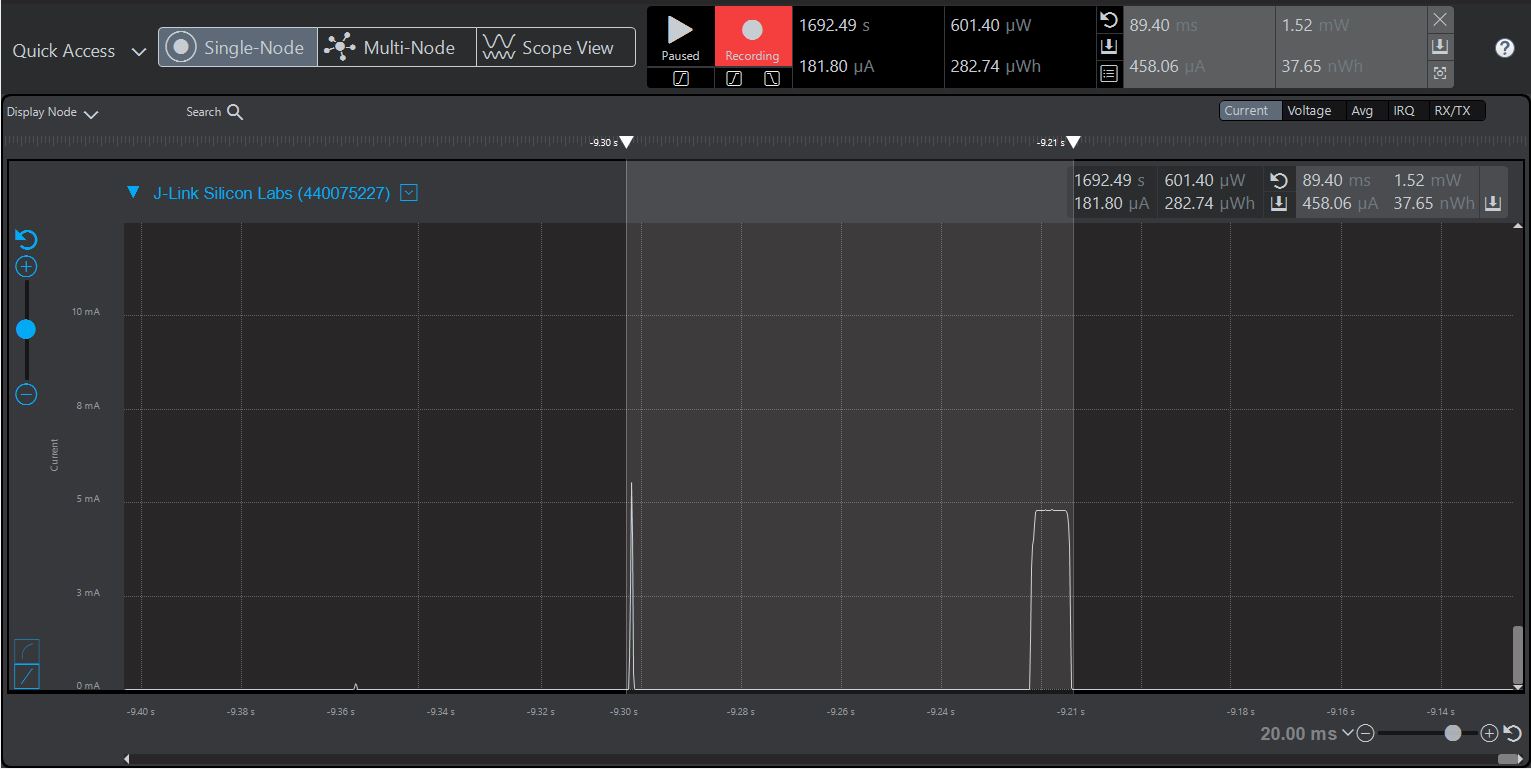 Quick Access
Single-Node
Multi-Node
Scope View
Paused
Recording
1692.49 s
181.80 µA
601.40 µW
282.74 µWh
89.40 ms
458.06 µA
1.52 mW
37.65 nWh
Display Node
Search
Current Voltage Avg IRQ RX/TX
-9.30 s
-9.21 s
J-Link Silicon Labs (440075227)
1692.49 s 601.40 µW 89.40 ms 1.52 mW
181.80 µA 282.74 µWh 458.06 µA 37.65 nWh
10 mA
8 mA
Current
5 mA
3 mA
0 mA
-9.40 s -9.38 s -9.36 s -9.34 s -9.32 s -9.30 s -9.28 s -9.26 s -9.24 s -9.21 s -9.18 s -9.16 s -9.14 s
20.00 ms